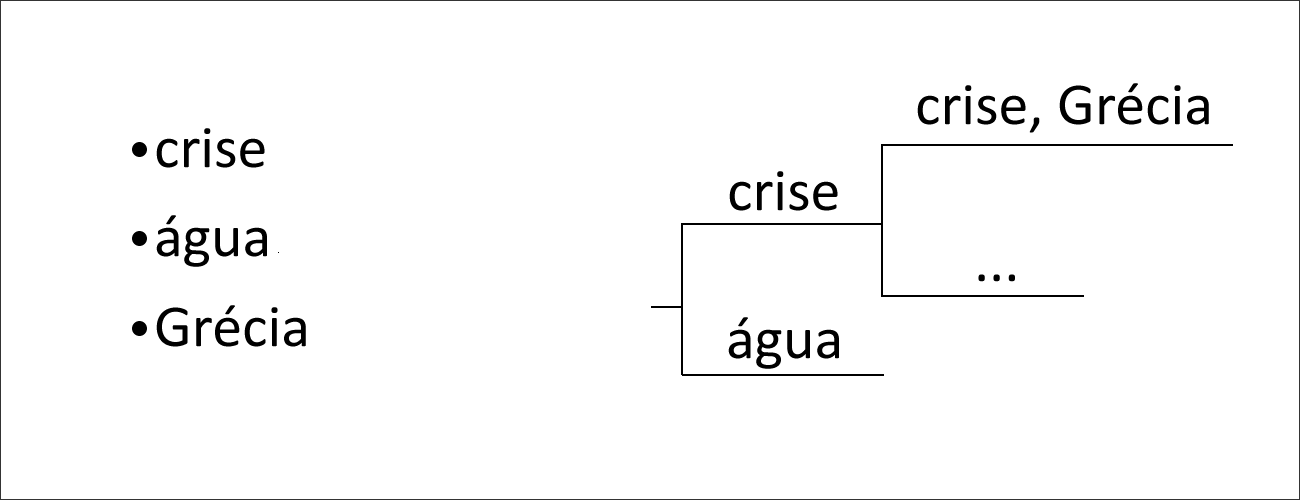 •crise
•água
•Grécia
crise, Grécia
crise
...
água